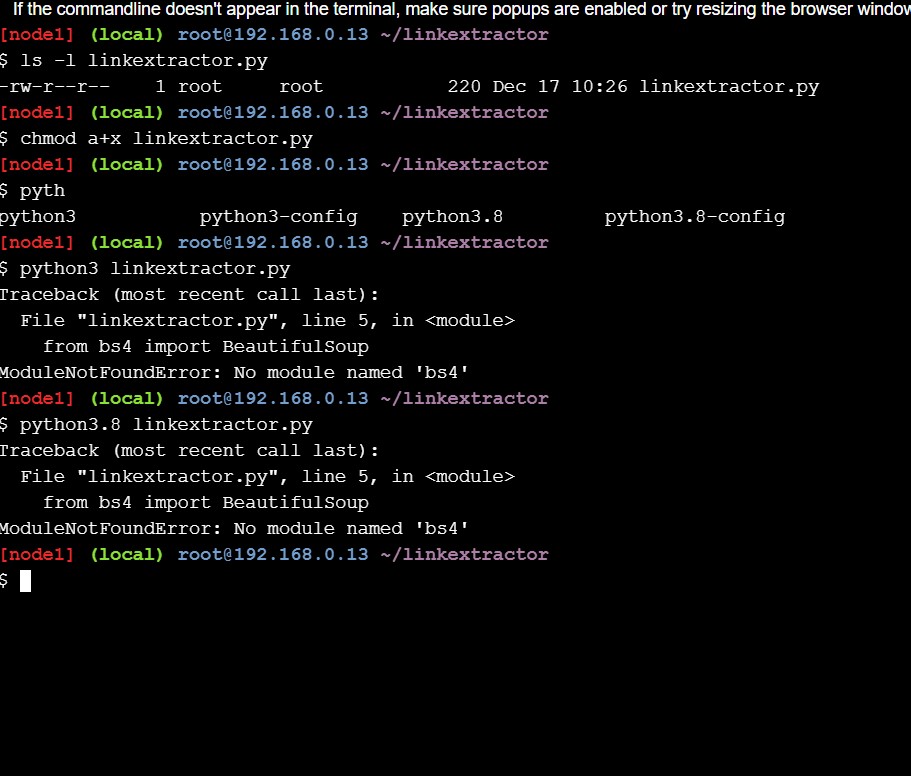 If the commandline doesn't appear in the terminal, make sure popups are enabled or try resizing the browser window
[node1] (local) root@192.168.0.13 ~/linkextractor
$ ls -l linkextractor.py
-rw-r--r--    1 root     root           220 Dec 17 10:26 linkextractor.py
[node1] (local) root@192.168.0.13 ~/linkextractor
$ chmod a+x linkextractor.py
[node1] (local) root@192.168.0.13 ~/linkextractor
$ pyth
python3           python3-config    python3.8         python3.8-config
[node1] (local) root@192.168.0.13 ~/linkextractor
$ python3 linkextractor.py
Traceback (most recent call last):
  File "linkextractor.py", line 5, in <module>
    from bs4 import BeautifulSoup
ModuleNotFoundError: No module named 'bs4'
[node1] (local) root@192.168.0.13 ~/linkextractor
$ python3.8 linkextractor.py
Traceback (most recent call last):
  File "linkextractor.py", line 5, in <module>
    from bs4 import BeautifulSoup
ModuleNotFoundError: No module named 'bs4'
[node1] (local) root@192.168.0.13 ~/linkextractor
$